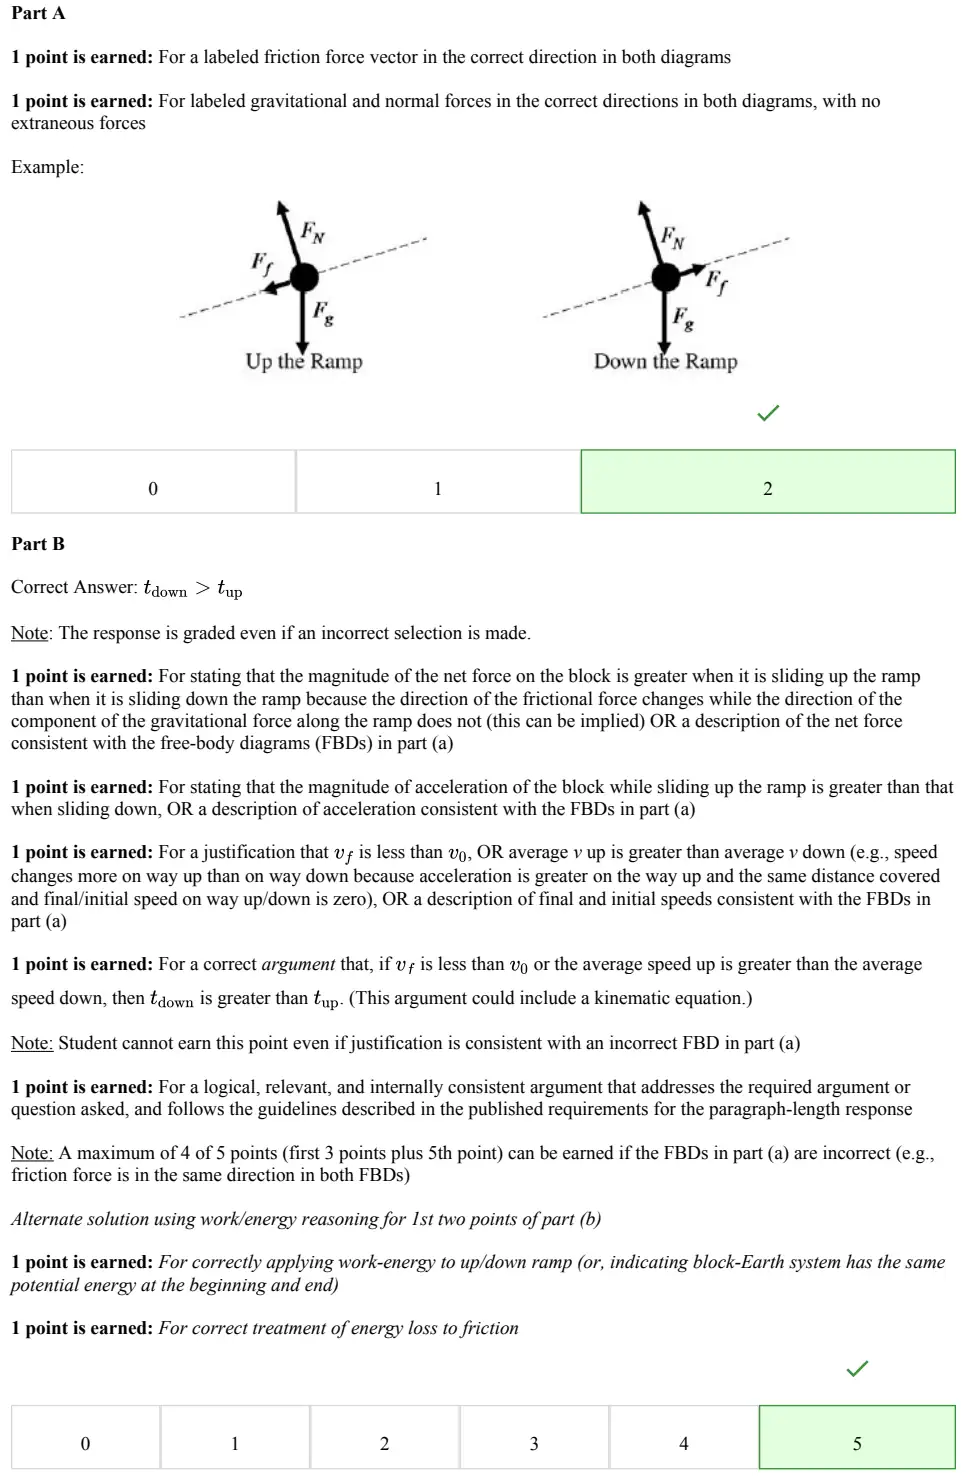 Part A
1 point is earned: For a labeled friction force vector in the correct direction in both diagrams
1 point is earned: For labeled gravitational and normal forces in the correct directions in both diagrams, with no
extraneous forces
Example:
F_N
F_f
F_g
Up the Ramp
F_N
F_f
F_g
Down the Ramp
0 1 2
Part B
Correct Answer: t_down > t_up
Note: The response is graded even if an incorrect selection is made.
1 point is earned: For stating that the magnitude of the net force on the block is greater when it is sliding up the ramp
than when it is sliding down the ramp because the direction of the frictional force changes while the direction of the
component of the gravitational force along the ramp does not (this can be implied) OR a description of the net force
consistent with the free-body diagrams (FBDs) in part (a)
1 point is earned: For stating that the magnitude of acceleration of the block while sliding up the ramp is greater than that
when sliding down, OR a description of acceleration consistent with the FBDs in part (a)
1 point is earned: For a justification that v_f is less than v_0, OR average v up is greater than average v down (e.g., speed
changes more on way up than on way down because acceleration is greater on the way up and the same distance covered
and final/initial speed on way up/down is zero), OR a description of final and initial speeds consistent with the FBDs in
part (a)
1 point is earned: For a correct argument that, if v_f is less than v_0 or the average speed up is greater than the average
speed down, then t_down is greater than t_up. (This argument could include a kinematic equation.)
Note: Student cannot earn this point even if justification is consistent with an incorrect FBD in part (a)
1 point is earned: For a logical, relevant, and internally consistent argument that addresses the required argument or
question asked, and follows the guidelines described in the published requirements for the paragraph-length response
Note: A maximum of 4 of 5 points (first 3 points plus 5th point) can be earned if the FBDs in part (a) are incorrect (e.g.,
friction force is in the same direction in both FBDs)
Alternate solution using work/energy reasoning for 1st two points of part (b)
1 point is earned: For correctly applying work-energy to up/down ramp (or, indicating block-Earth system has the same
potential energy at the beginning and end)
1 point is earned: For correct treatment of energy loss to friction
0 1 2 3 4 5